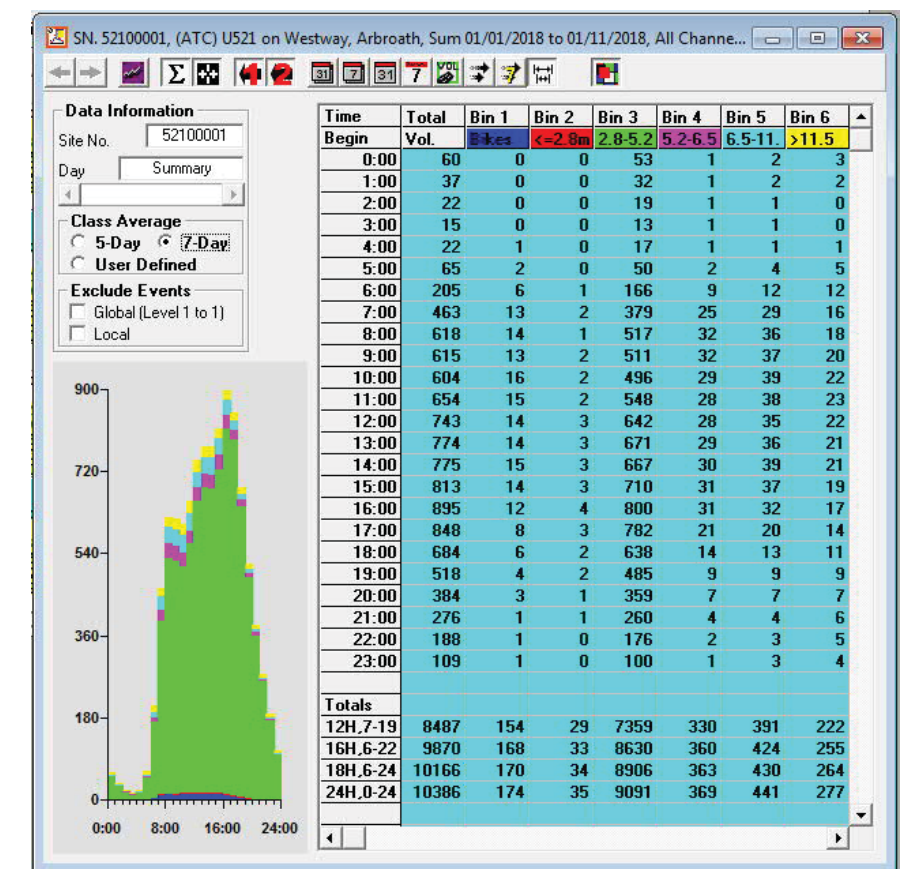 SN. 52100001, (ATC) U521 on Westway, Arbroath, Sum 01/01/2018 to 01/11/2018, All Channe...
31 7 31 7 VOL 7
Data Information
Site No. 52100001
Day Summary
Class Average
5-Day 7-Day
User Defined
Exclude Events
Global (Level 1 to 1)
Local
900
720
540
360
180
0
0:00 8:00 16:00 24:00
Time Total Bin 1 Bin 2 Bin 3 Bin 4 Bin 5 Bin 6
Begin Vol. Bikes <=2.8m 2.8-5.2 5.2-6.5 6.5-11. >11.5
0:00 60 0 0 53 1 2 3
1:00 37 0 0 32 1 2 2
2:00 22 0 0 19 1 1 0
3:00 15 0 0 13 1 1 0
4:00 22 1 0 17 1 1 1
5:00 65 2 0 50 2 4 5
6:00 205 6 1 166 9 12 12
7:00 463 13 2 379 25 29 16
8:00 618 14 1 517 32 36 18
9:00 615 13 2 511 32 37 20
10:00 604 16 2 496 29 39 22
11:00 654 15 2 548 28 38 23
12:00 743 14 3 642 28 35 22
13:00 774 14 3 671 29 36 21
14:00 775 15 3 667 30 39 21
15:00 813 14 3 710 31 37 19
16:00 895 12 4 800 31 32 17
17:00 848 8 3 782 21 20 14
18:00 684 6 2 638 14 13 11
19:00 518 4 2 485 9 9 9
20:00 384 3 1 359 7 7 7
21:00 276 1 1 260 4 4 6
22:00 188 1 0 176 2 3 5
23:00 109 1 0 100 1 3 4
Totals
12H,7-19 8487 154 29 7359 330 391 222
16H,6-22 9870 168 33 8630 360 424 255
18H,6-24 10166 170 34 8906 363 430 264
24H,0-24 10386 174 35 9091 369 441 277